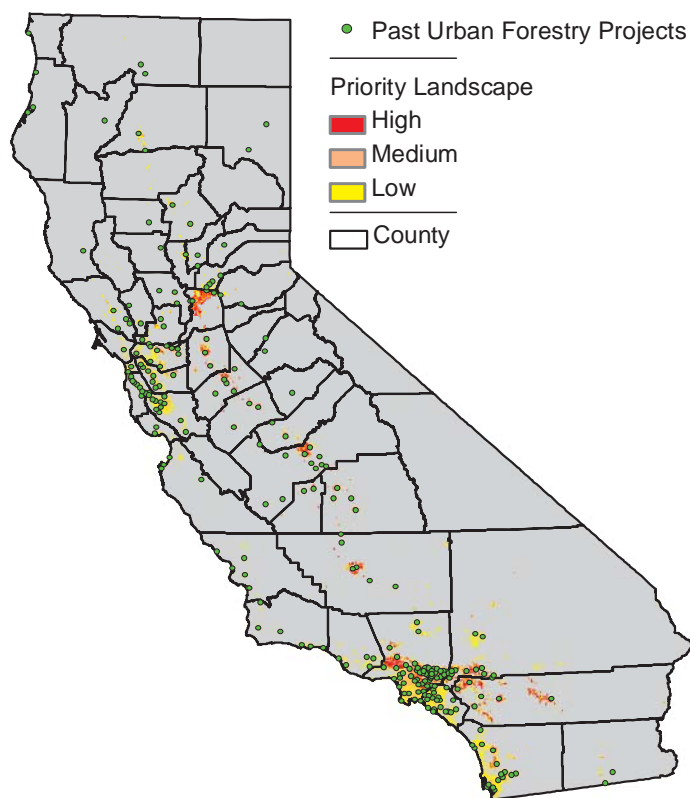 Past Urban Forestry Projects
Priority Landscape
High
Medium
Low
County